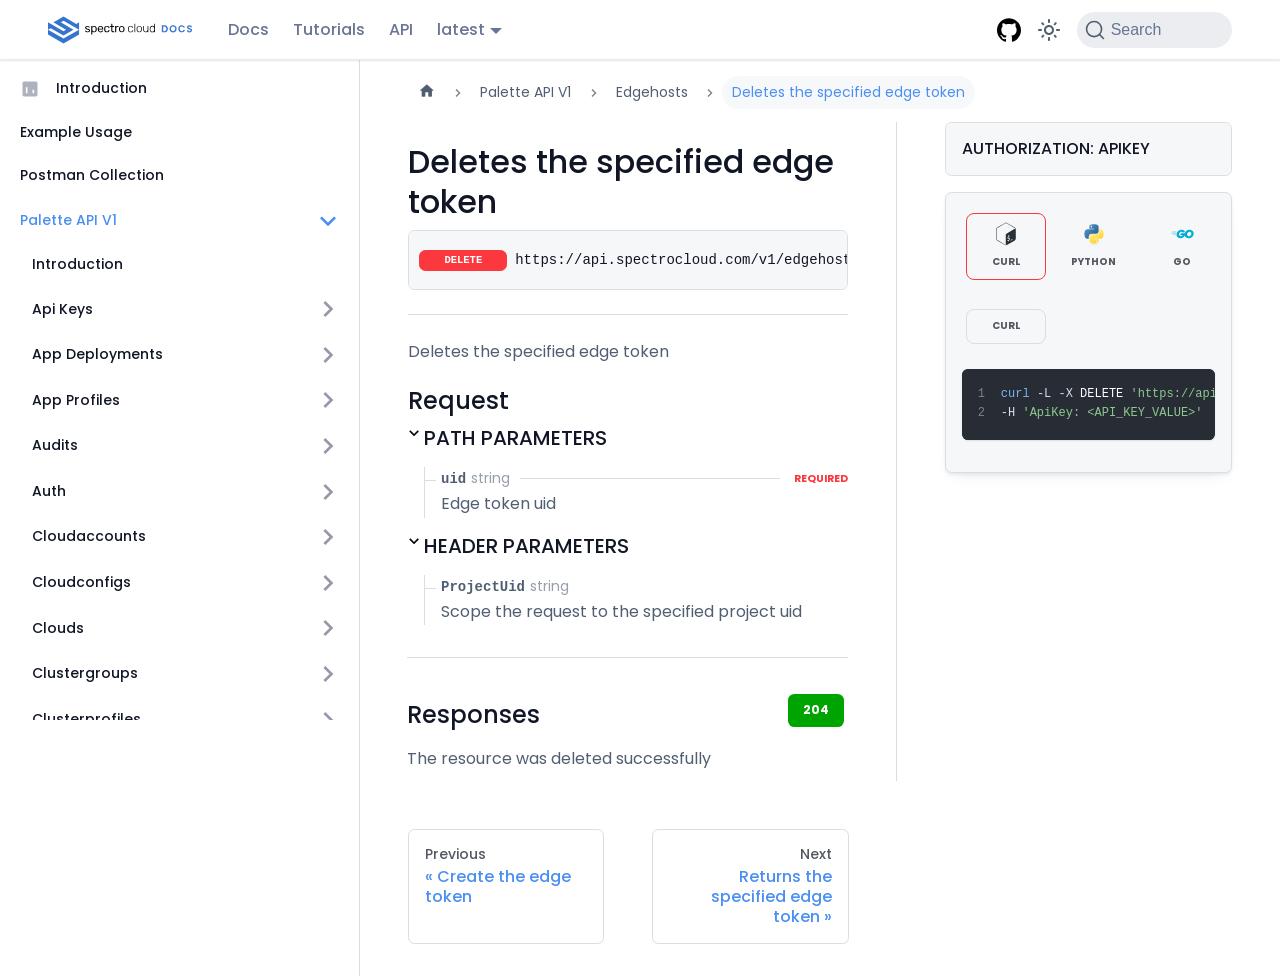 spectro cloud DOCS Docs Tutorials API latest Search
Introduction
Example Usage
Postman Collection
Palette API V1
Introduction
Api Keys
App Deployments
App Profiles
Audits
Auth
Cloudaccounts
Cloudconfigs
Clouds
Clustergroups
Clusterprofiles
Palette API V1 Edgehosts Deletes the specified edge token
Deletes the specified edge
token
DELETE https://api.spectrocloud.com/v1/edgehost
Deletes the specified edge token
Request
PATH PARAMETERS
uid string REQUIRED
Edge token uid
HEADER PARAMETERS
ProjectUid string
Scope the request to the specified project uid
Responses 204
The resource was deleted successfully
Previous
« Create the edge
token
Next
Returns the
specified edge
token »
AUTHORIZATION: APIKEY
CURL PYTHON GO
CURL
1 curl -L -X DELETE 'https://api
2 -H 'ApiKey: <API_KEY_VALUE>'